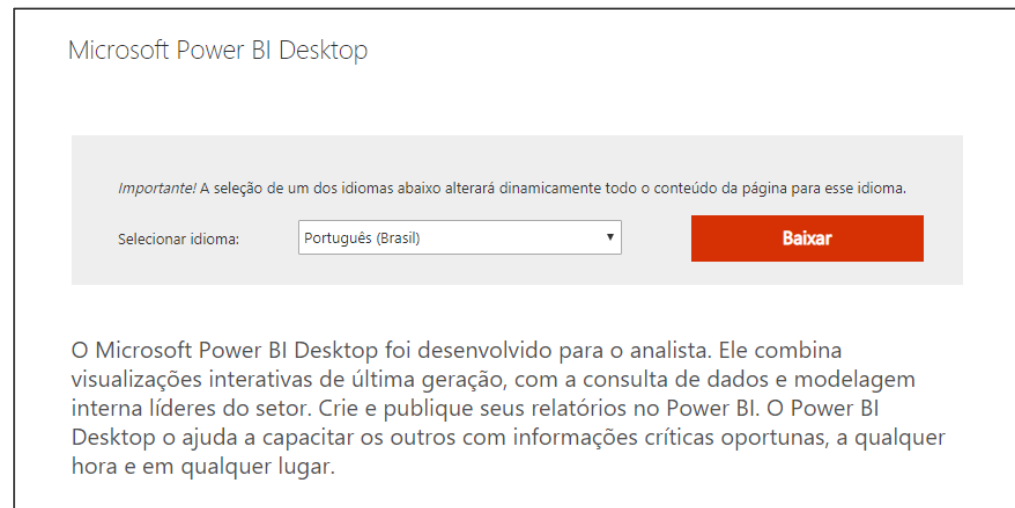 Microsoft Power BI Desktop
Importante! A seleção de um dos idiomas abaixo alterará dinamicamente todo o conteúdo da página para esse idioma.
Selecionar idioma: Português (Brasil) Baixar
O Microsoft Power BI Desktop foi desenvolvido para o analista. Ele combina
visualizações interativas de última geração, com a consulta de dados e modelagem
interna líderes do setor. Crie e publique seus relatórios no Power BI. O Power BI
Desktop o ajuda a capacitar os outros com informações críticas oportunas, a qualquer
hora e em qualquer lugar.